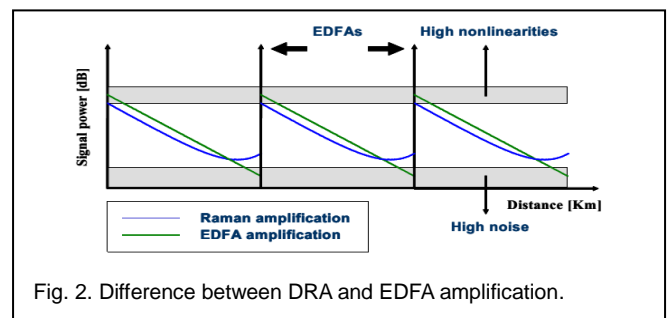 EDFAs
High nonlinearities
Signal power [dB]
Distance [Km]
Raman amplification
EDFA amplification
High noise
Fig. 2. Difference between DRA and EDFA amplification.